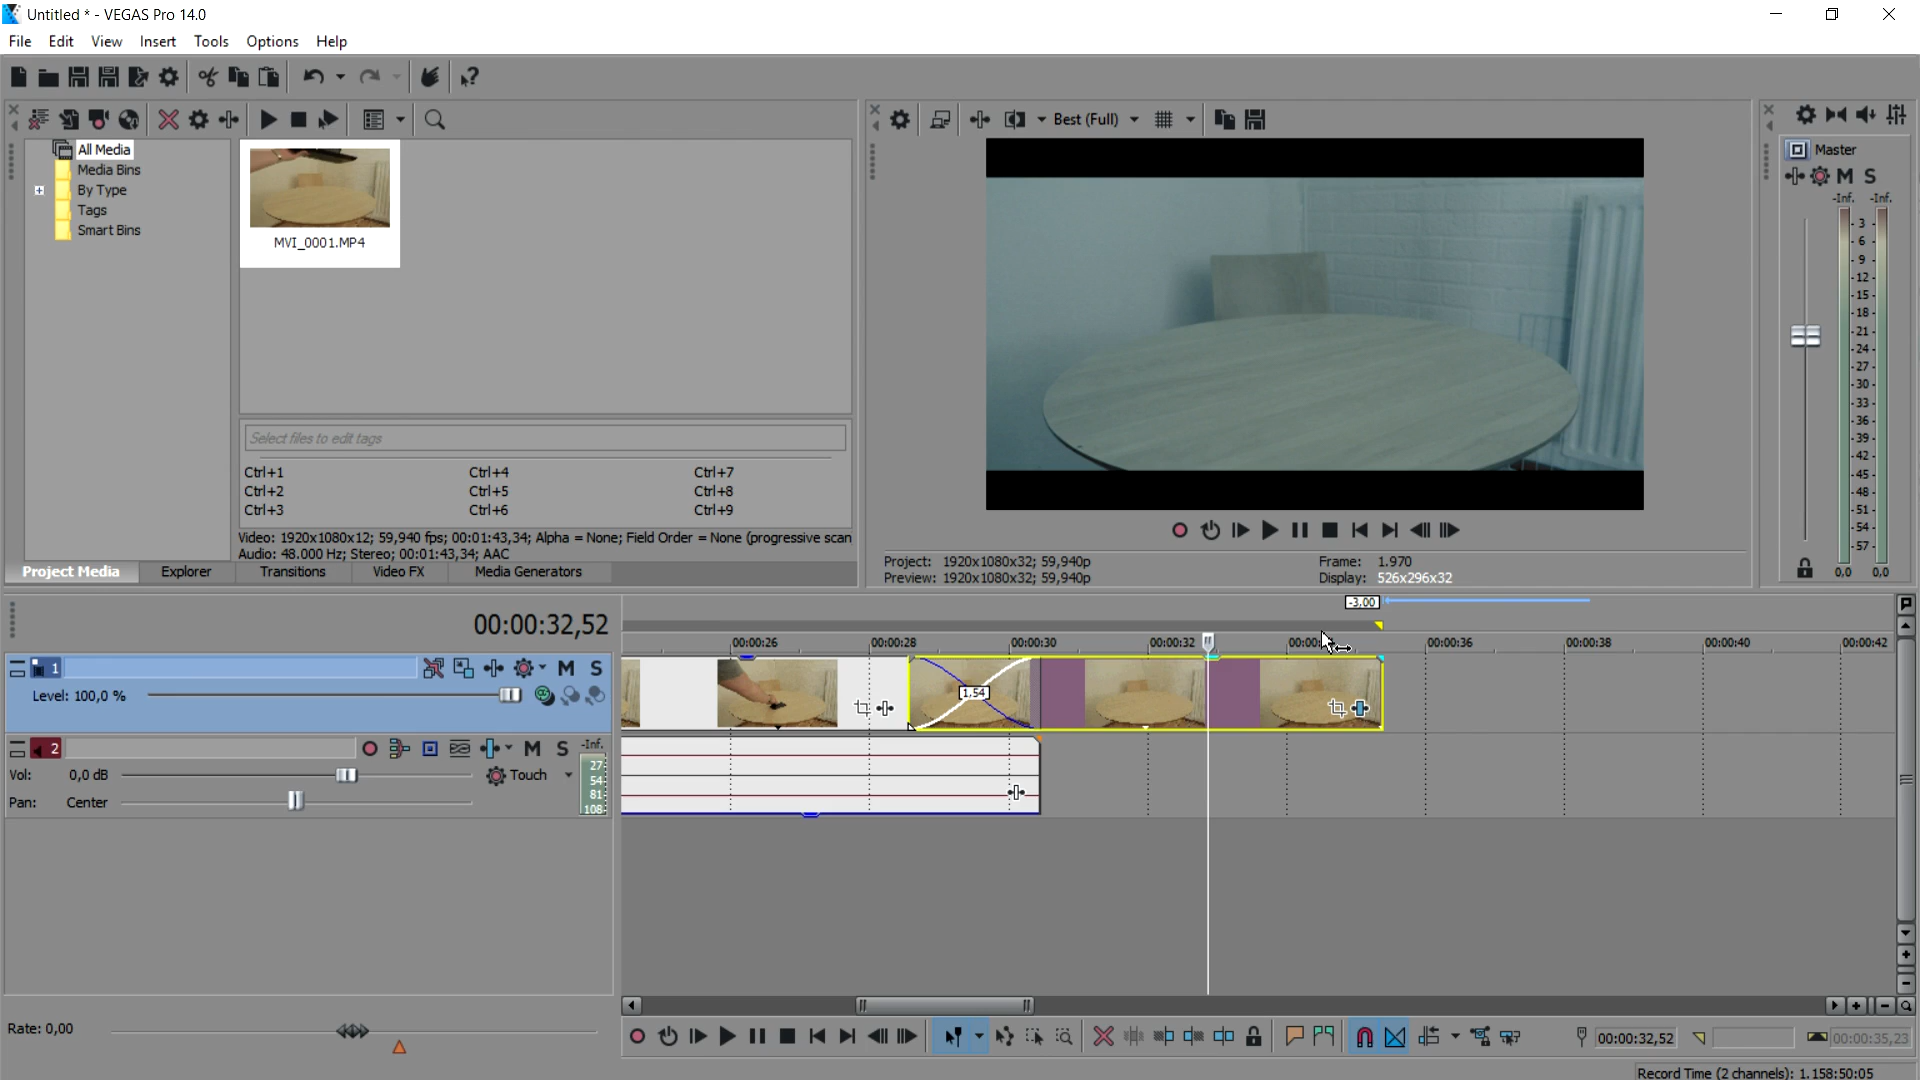 Untitled * - VEGAS Pro 14.0
File Edit View Insert Tools Options Help
Best (Full)
All Media
Media Bins
By Type
Tags
Smart Bins
MVI_0001.MP4
Select files to edit tags
Ctrl+1 Ctrl+4 Ctrl+7
Ctrl+2 Ctrl+5 Ctrl+8
Ctrl+3 Ctrl+6 Ctrl+9
Video: 1920x1080x12; 59,940 fps; 00:01:43,34; Alpha = None; Field Order = None (progressive scan
Audio: 48.000 Hz; Stereo; 00:01:43,34; AAC
Project Media Explorer Transitions Video FX Media Generators
Project: 1920x1080x32; 59,940p
Preview: 1920x1080x32; 59,940p
Frame: 1.970
Display: 526x296x32
Master
M S
-Inf. -Inf.
- 3 -
- 6 -
- 9 -
-12-
-15-
-18-
-21-
-24-
-27-
-30-
-33-
-36-
-39-
-42-
-45-
-48-
-51-
-54-
-57-
0,0 0,0
00:00:32,52
-3,00
00:00:26 00:00:28 00:00:30 00:00:32 00:00:36 00:00:38 00:00:40 00:00:42
1 M S
Level: 100,0 %
1,54
2 M S -Inf.
Vol: 0,0 dB Touch
Pan: Center
27
54
81
108
Rate: 0,00
00:00:32,52 00:00:35,23
Record Time (2 channels): 1.158:50:05